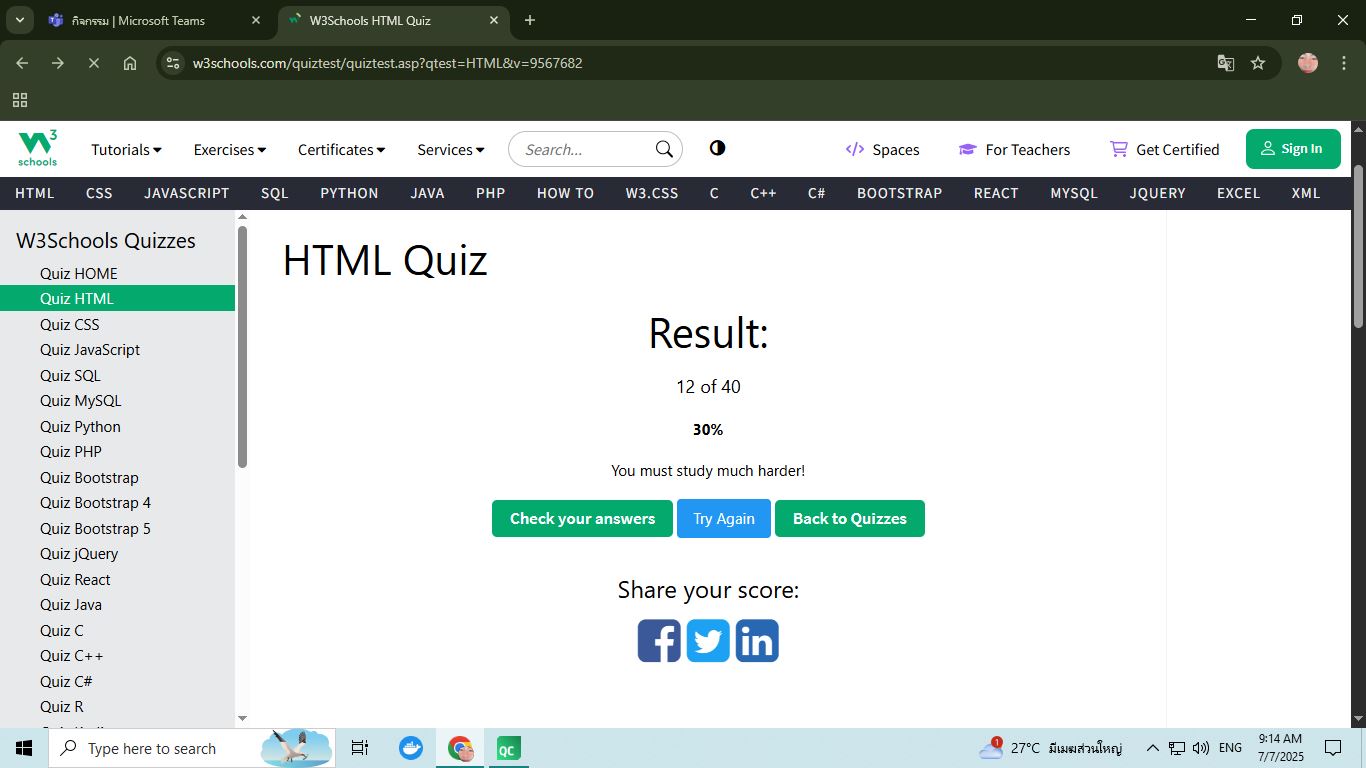 กิจกรรม | Microsoft Teams
W3Schools HTML Quiz
w3schools.com/quiztest/quiztest.asp?qtest=HTML&v=9567682
3
schools
Tutorials
Exercises
Certificates
Services
Search...
Spaces
For Teachers
Get Certified
Sign In
HTML CSS JAVASCRIPT SQL PYTHON JAVA PHP HOW TO W3.CSS C C++ C# BOOTSTRAP REACT MYSQL JQUERY EXCEL XML
W3Schools Quizzes
Quiz HOME
Quiz HTML
Quiz CSS
Quiz JavaScript
Quiz SQL
Quiz MySQL
Quiz Python
Quiz PHP
Quiz Bootstrap
Quiz Bootstrap 4
Quiz Bootstrap 5
Quiz jQuery
Quiz React
Quiz Java
Quiz C
Quiz C++
Quiz C#
Quiz R
HTML Quiz
Result:
12 of 40
30%
You must study much harder!
Check your answers
Try Again
Back to Quizzes
Share your score:
Type here to search
QC
1
27°C มีเมฆส่วนใหญ่
ENG
9:14 AM
7/7/2025